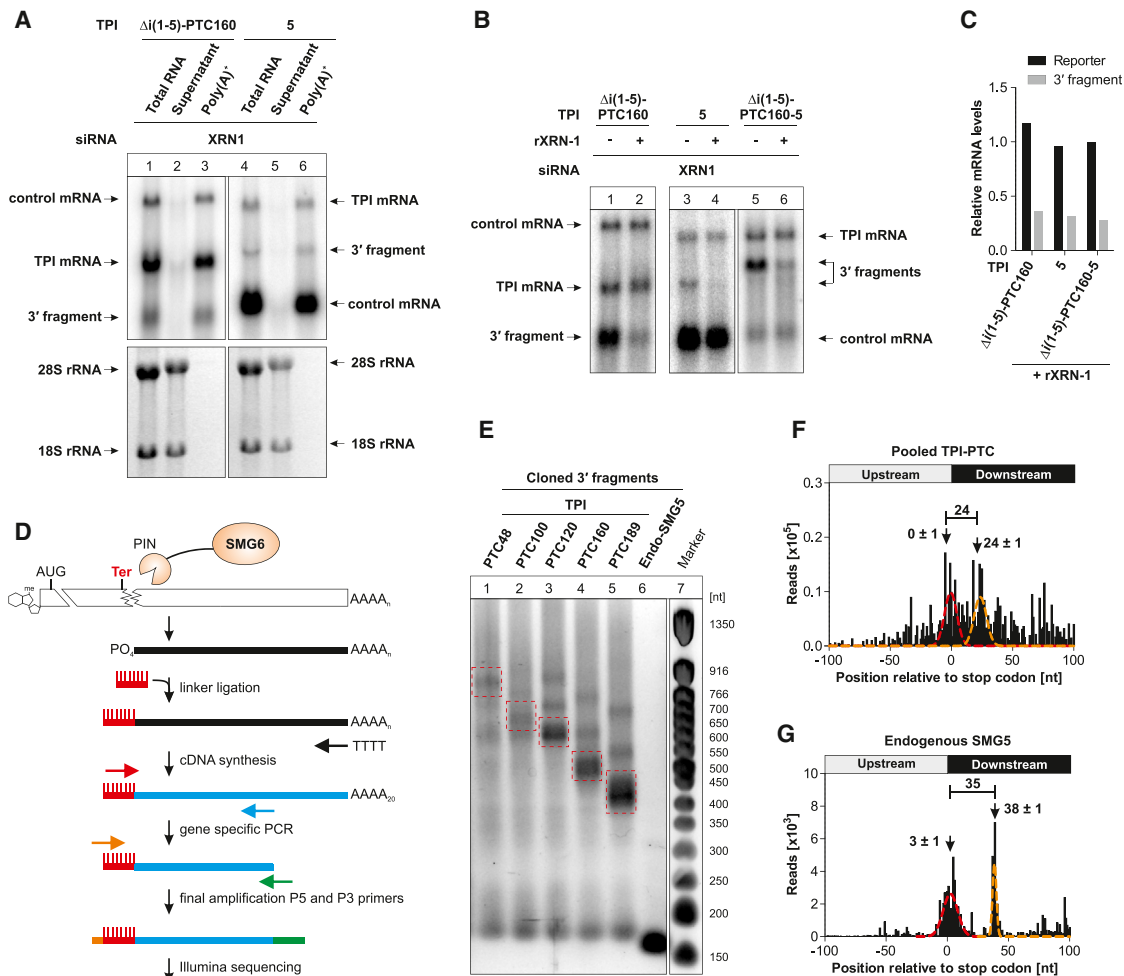 A
TPI Δi(1-5)-PTC160 5
Total RNA Supernatant Poly(A)+ Total RNA Supernatant Poly(A)+
siRNA XRN1
1 2 3 4 5 6
control mRNA TPI mRNA
3′ fragment
TPI mRNA
control mRNA
3′ fragment
28S rRNA 28S rRNA
18S rRNA 18S rRNA
B
TPI Δi(1-5)-PTC160 5 Δi(1-5)-PTC160-5
rXRN-1 - + - + - +
siRNA XRN1
1 2 3 4 5 6
control mRNA TPI mRNA
3′ fragments
TPI mRNA
3′ fragment control mRNA
C
Reporter
3′ fragment
Relative mRNA levels
1.5
1.0
0.5
0.0
TPI
Δi(1-5)-PTC160
5
Δi(1-5)-PTC160-5
+ rXRN-1
D
PIN SMG6
me
AUG Ter
AAAAn
PO4 AAAAn
linker ligation
AAAAn
TTTT
cDNA synthesis
AAAA20
gene specific PCR
final amplification P5 and P3 primers
Illumina sequencing
E
Cloned 3′ fragments
TPI
PTC48 PTC100 PTC120 PTC160 PTC189 Endo-SMG5 Marker
1 2 3 4 5 6 7
[nt]
1350
916
766
700
650
600
550
500
450
400
350
300
250
200
150
F
Pooled TPI-PTC
Upstream Downstream
24
0 ± 1 24 ± 1
Reads [x10⁵]
0.3
0.2
0.1
0.0
-100 -50 0 50 100
Position relative to stop codon [nt]
G
Endogenous SMG5
Upstream Downstream
35
3 ± 1 38 ± 1
Reads [x10³]
10
8
6
4
2
0
-100 -50 0 50 100
Position relative to stop codon [nt]